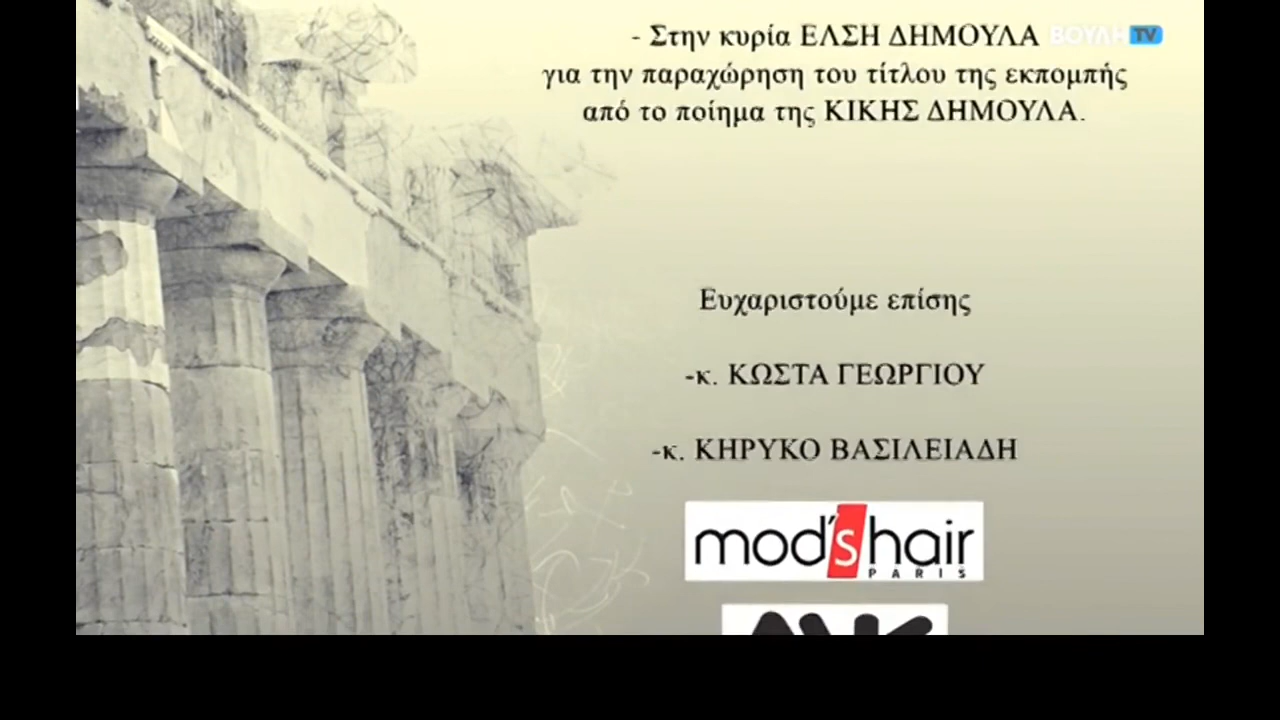 - Στην κυρία ΕΛΣΗ ΔΗΜΟΥΛΑ
ΒΟΥΛΗ TV
για την παραχώρηση του τίτλου της εκπομπής
από το ποίημα της ΚΙΚΗΣ ΔΗΜΟΥΛΑ.
Ευχαριστούμε επίσης
-κ. ΚΩΣΤΑ ΓΕΩΡΓΙΟΥ
-κ. ΚΗΡΥΚΟ ΒΑΣΙΛΕΙΑΔΗ
mod's hair
PARIS